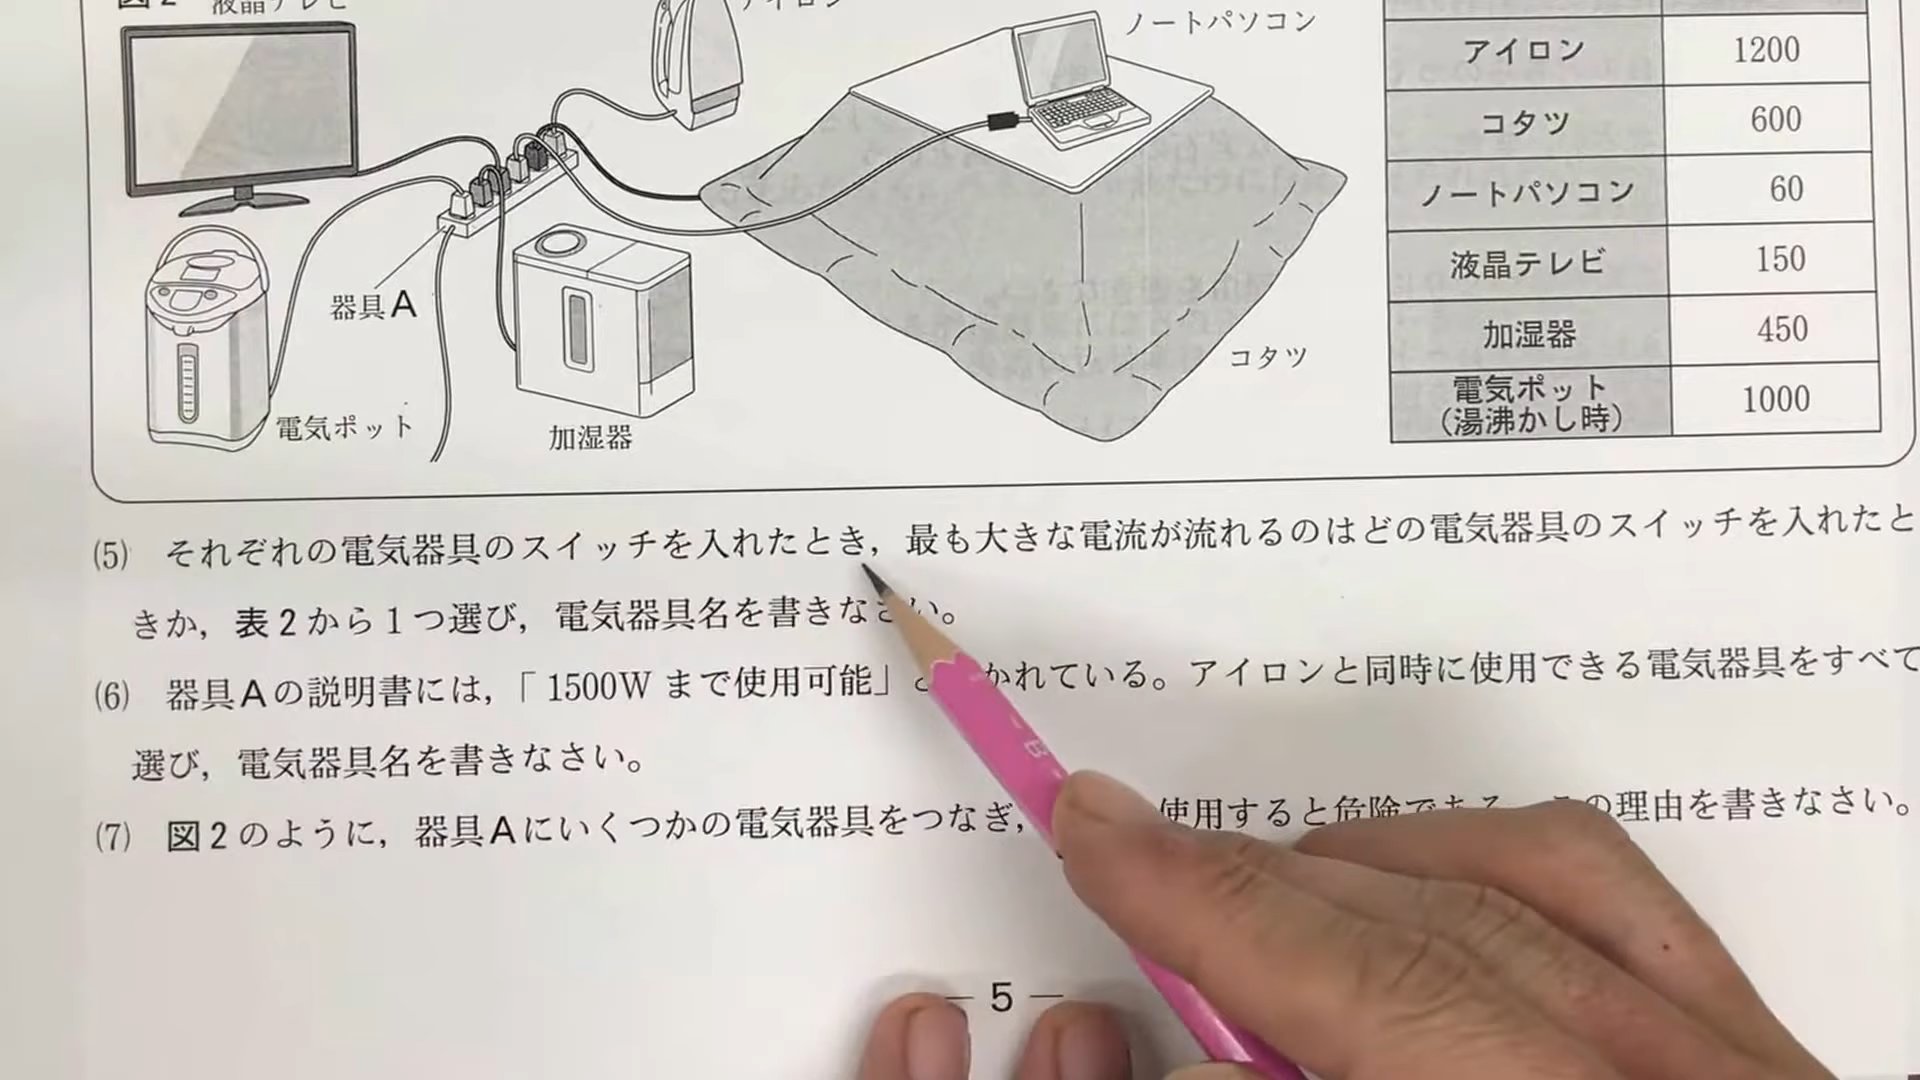 図2 液晶テレビ
アイロン
ノートパソコン
器具A
電気ポット
加湿器
コタツ
アイロン 1200
コタツ 600
ノートパソコン 60
液晶テレビ 150
加湿器 450
電気ポット
(湯沸かし時) 1000
(5) それぞれの電気器具のスイッチを入れたとき，最も大きな電流が流れるのはどの電気器具のスイッチを入れたと
きか，表2から1つ選び，電気器具名を書きなさい。
(6) 器具Aの説明書には，「1500Wまで使用可能」 かれている。アイロンと同時に使用できる電気器具をすべて
選び，電気器具名を書きなさい。
(7) 図2のように，器具Aにいくつかの電気器具をつなぎ， 使用すると危険である。この理由を書きなさい。
― 5 ―